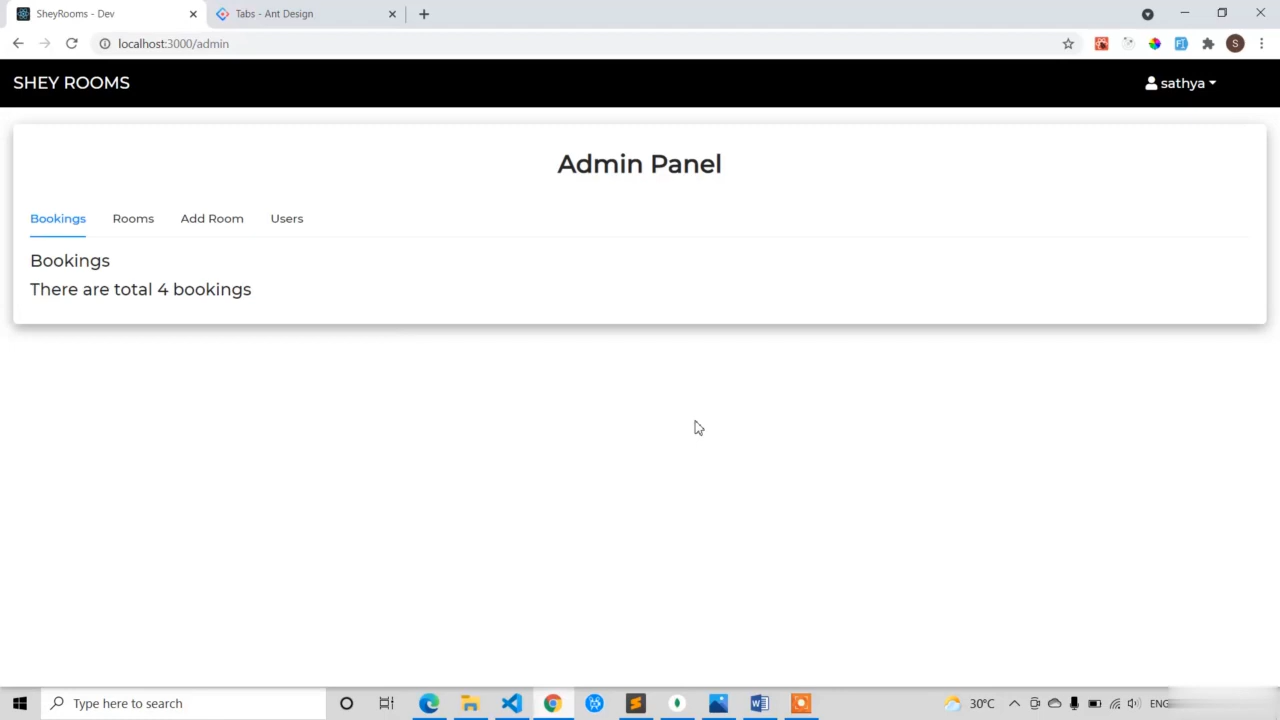 SheyRooms - Dev
Tabs - Ant Design
localhost:3000/admin
S
SHEY ROOMS
sathya
Admin Panel
Bookings Rooms Add Room Users
Bookings
There are total 4 bookings
Type here to search
30°C
ENG